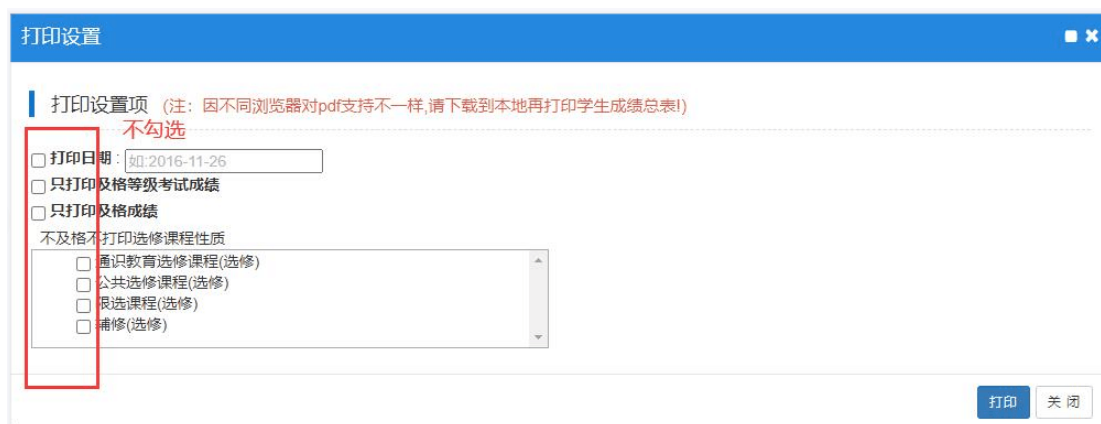 打印设置
打印设置项 (注：因不同浏览器对pdf支持不一样,请下载到本地再打印学生成绩总表!)
不勾选
打印日期 : 如:2016-11-26
只打印及格等级考试成绩
只打印及格成绩
不及格不打印选修课程性质
通识教育选修课程(选修)
公共选修课程(选修)
限选课程(选修)
辅修(选修)
打印 关 闭